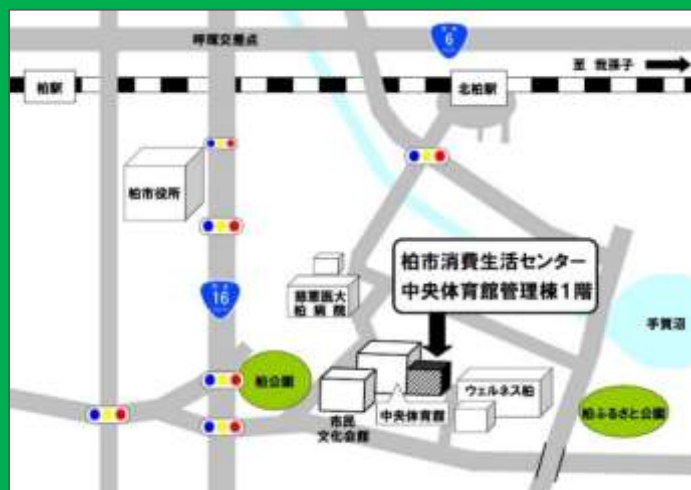 呼塚交差点
国道
6
至 我孫子
柏駅
北柏駅
柏市役所
柏市消費生活センター
中央体育館管理棟1階
国道
16
慈恵医大
柏病院
手賀沼
柏公園
ウェルネス柏
市民
文化会館
中央体育館
柏ふるさと公園